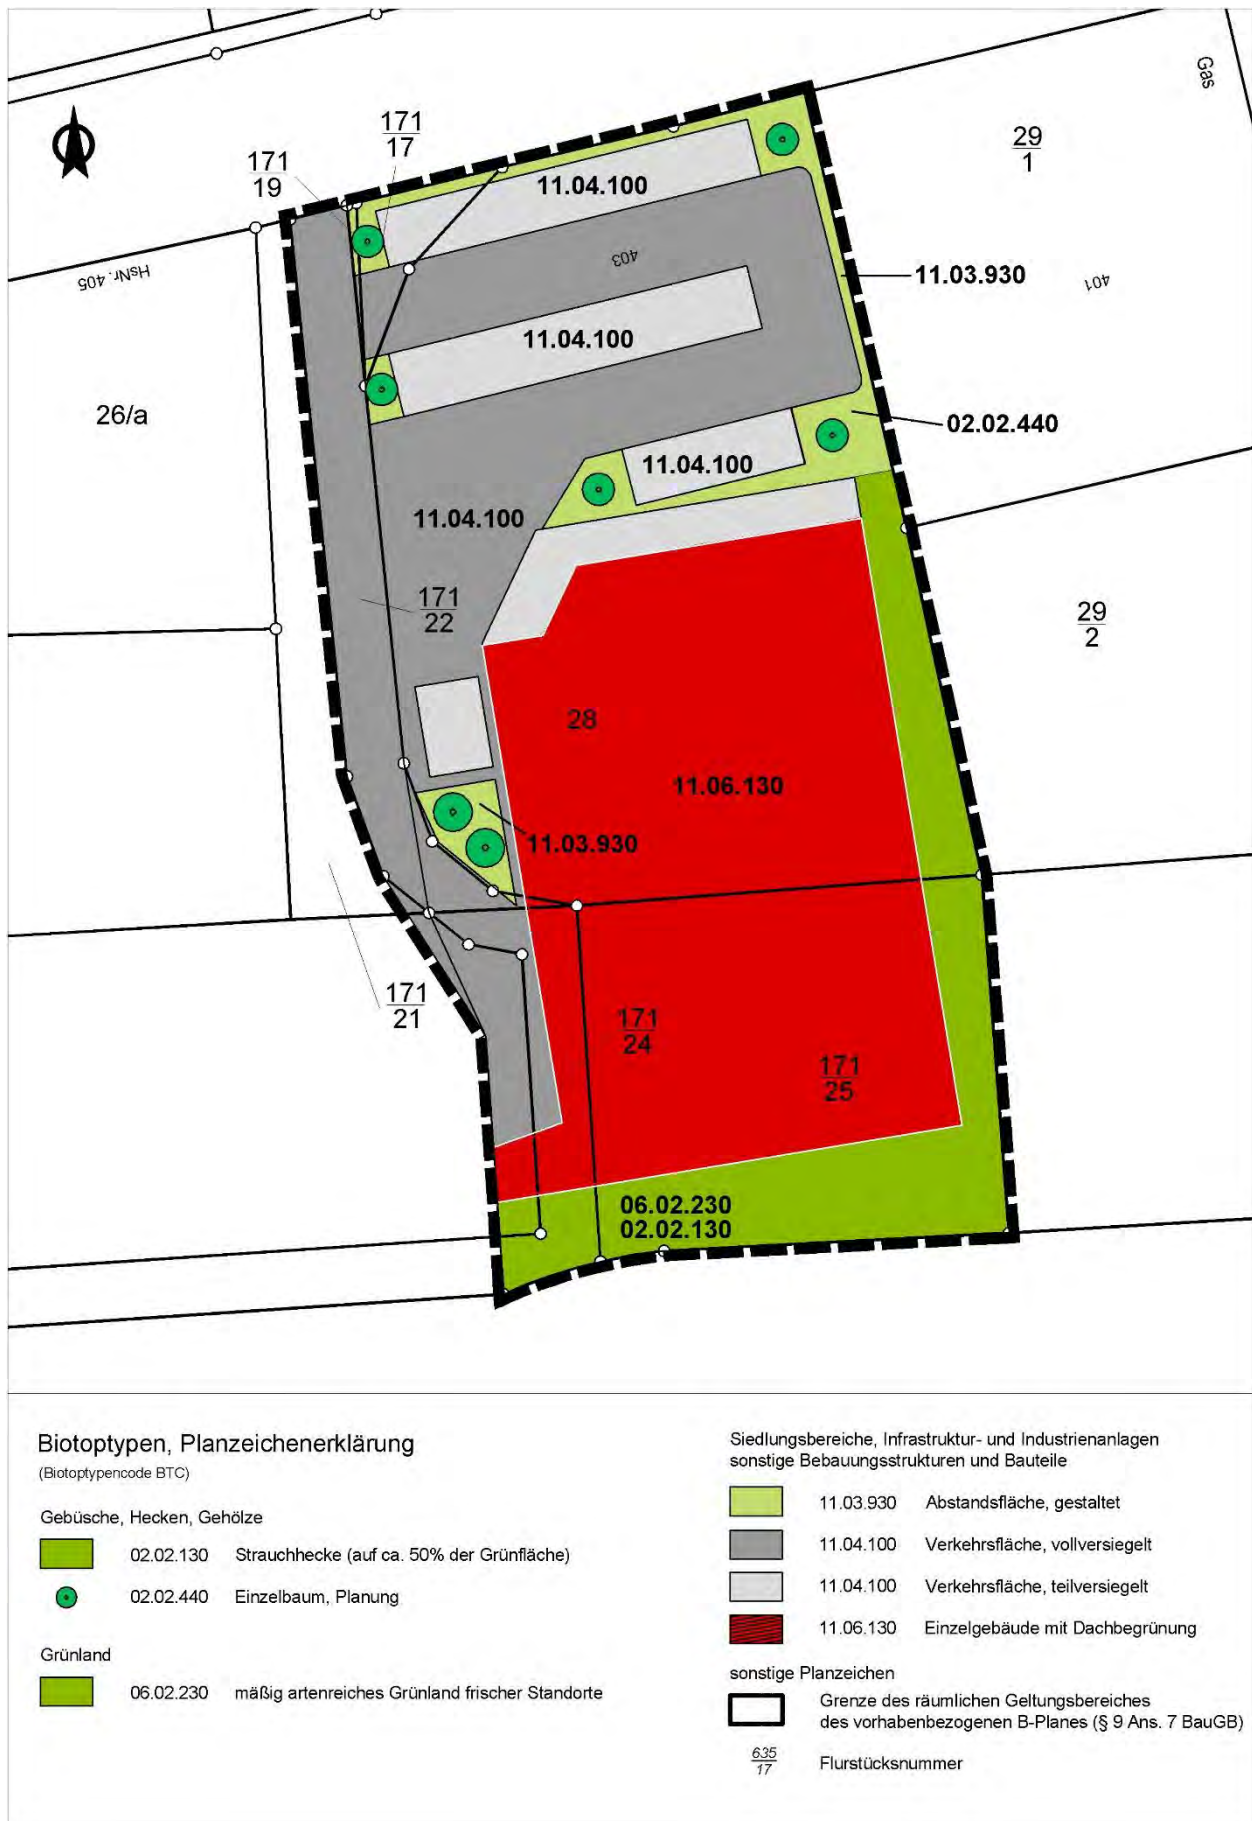 Gas
171
17
171
19
29
1
11.04.100
403
11.03.930
HsNr. 405
401
11.04.100
26/a
02.02.440
11.04.100
11.04.100
171
22
29
2
28
11.06.130
11.03.930
171
21
171
24
171
25
06.02.230
02.02.130
Biotoptypen, Planzeichenerklärung
(Biotoptypencode BTC)
Gebüsche, Hecken, Gehölze
02.02.130 Strauchhecke (auf ca. 50% der Grünfläche)
02.02.440 Einzelbaum, Planung
Grünland
06.02.230 mäßig artenreiches Grünland frischer Standorte
Siedlungsbereiche, Infrastruktur- und Industrienanlagen
sonstige Bebauungsstrukturen und Bauteile
11.03.930 Abstandsfläche, gestaltet
11.04.100 Verkehrsfläche, vollversiegelt
11.04.100 Verkehrsfläche, teilversiegelt
11.06.130 Einzelgebäude mit Dachbegrünung
sonstige Planzeichen
Grenze des räumlichen Geltungsbereiches
des vorhabenbezogenen B-Planes (§ 9 Ans. 7 BauGB)
635
17
Flurstücksnummer